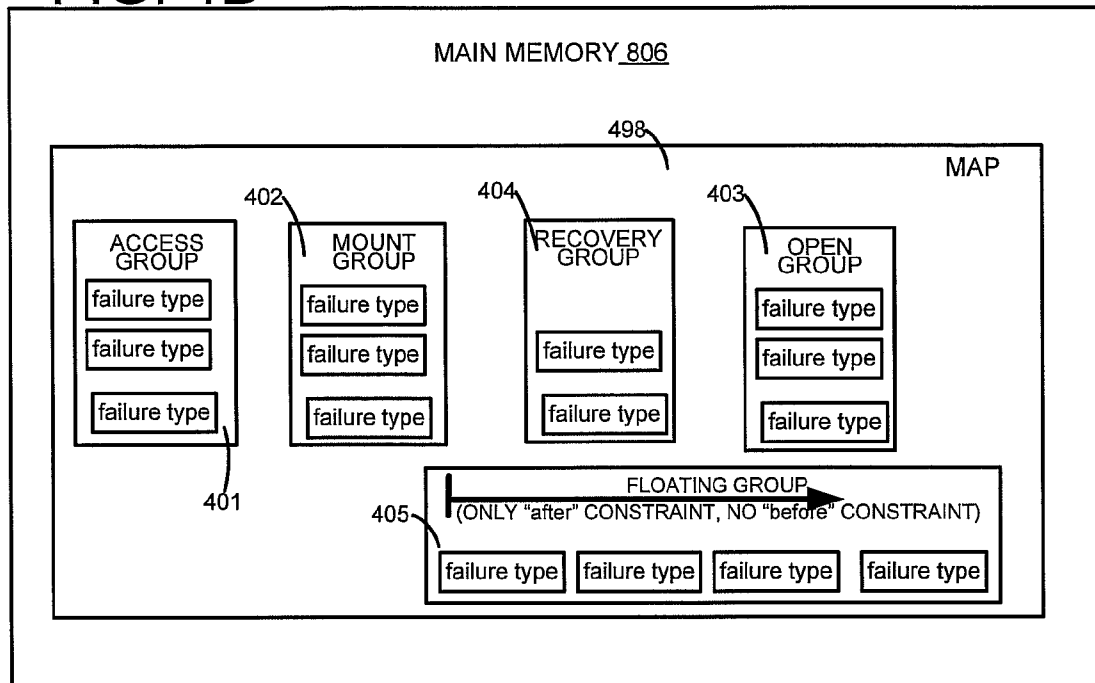 MAIN MEMORY 806
498
MAP
402
404
403
ACCESS
GROUP
failure type
failure type
failure type
401
MOUNT
GROUP
failure type
failure type
failure type
RECOVERY
GROUP
failure type
failure type
OPEN
GROUP
failure type
failure type
failure type
FLOATING GROUP
(ONLY "after" CONSTRAINT, NO "before" CONSTRAINT)
405
failure type failure type failure type failure type